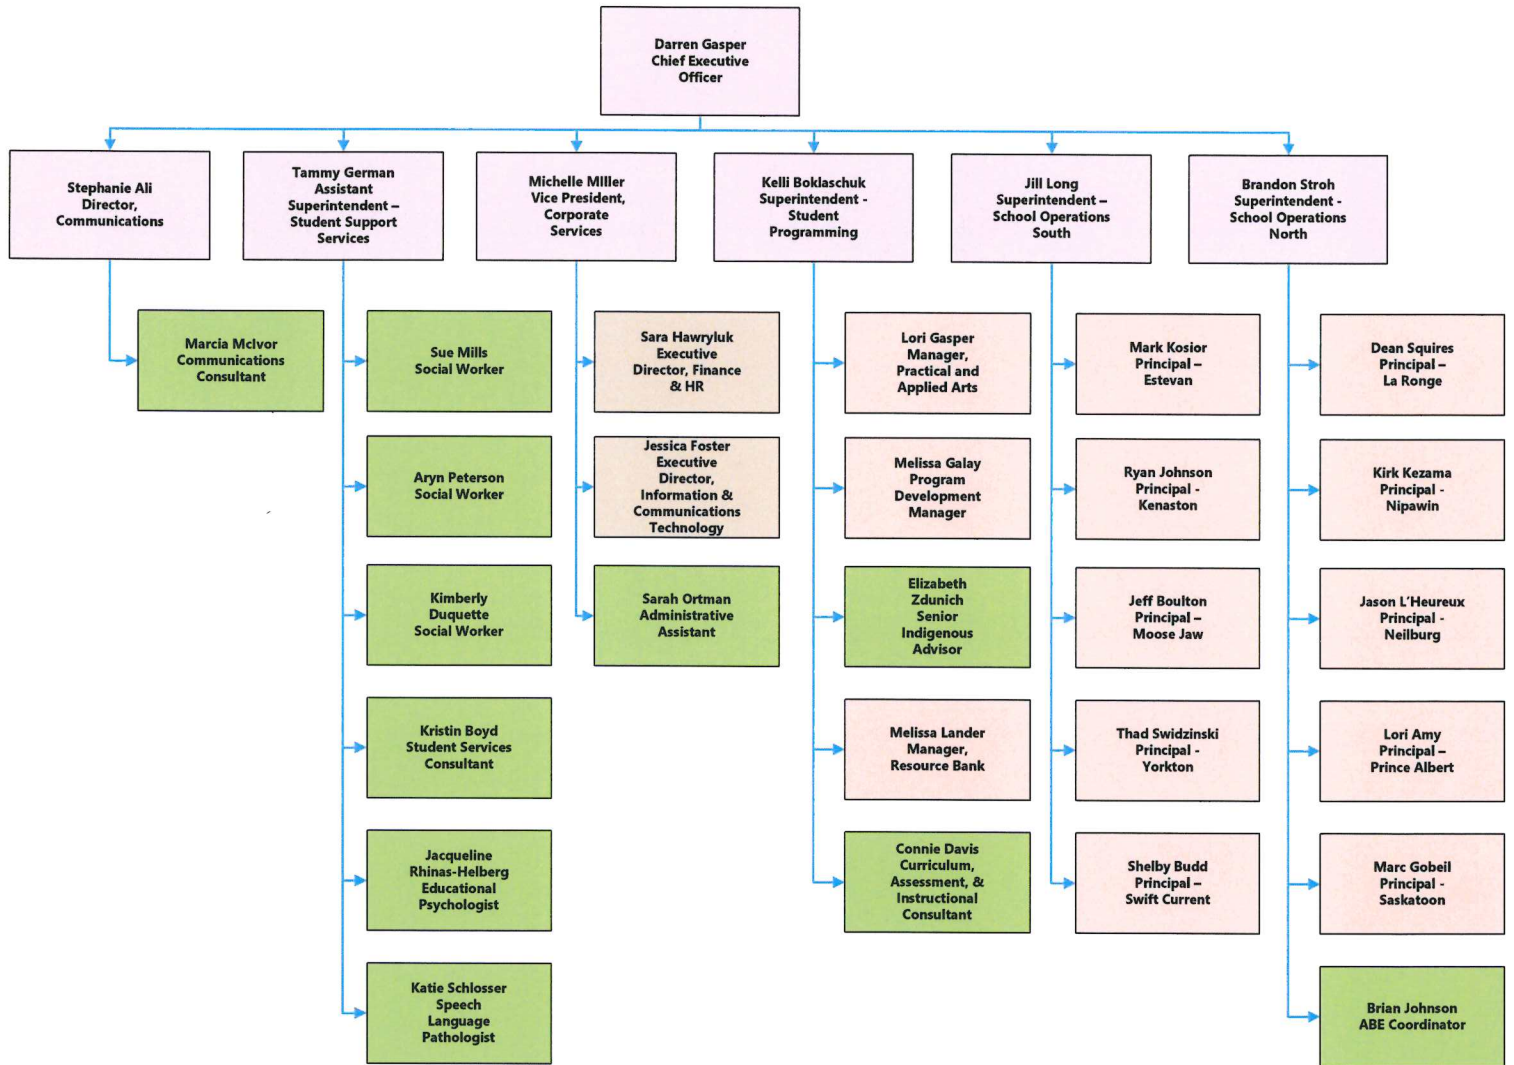 Darren Gasper
Chief Executive
Officer
Stephanie Ali
Director,
Communications
Tammy German
Assistant
Superintendent –
Student Support
Services
Michelle MIller
Vice President,
Corporate
Services
Kelli Boklaschuk
Superintendent -
Student
Programming
Jill Long
Superintendent –
School Operations
South
Brandon Stroh
Superintendent -
School Operations
North
Marcia McIvor
Communications
Consultant
Sue Mills
Social Worker
Sara Hawryluk
Executive
Director, Finance
& HR
Lori Gasper
Manager,
Practical and
Applied Arts
Mark Kosior
Principal –
Estevan
Dean Squires
Principal –
La Ronge
Aryn Peterson
Social Worker
Jessica Foster
Executive
Director,
Information &
Communications
Technology
Melissa Galay
Program
Development
Manager
Ryan Johnson
Principal -
Kenaston
Kirk Kezama
Principal -
Nipawin
Kimberly
Duquette
Social Worker
Sarah Ortman
Administrative
Assistant
Elizabeth
Zdunich
Senior
Indigenous
Advisor
Jeff Boulton
Principal –
Moose Jaw
Jason L'Heureux
Principal -
Neilburg
Kristin Boyd
Student Services
Consultant
Melissa Lander
Manager,
Resource Bank
Thad Swidzinski
Principal -
Yorkton
Lori Amy
Principal –
Prince Albert
Jacqueline
Rhinas-Helberg
Educational
Psychologist
Connie Davis
Curriculum,
Assessment, &
Instructional
Consultant
Shelby Budd
Principal –
Swift Current
Marc Gobeil
Principal -
Saskatoon
Katie Schlosser
Speech
Language
Pathologist
Brian Johnson
ABE Coordinator